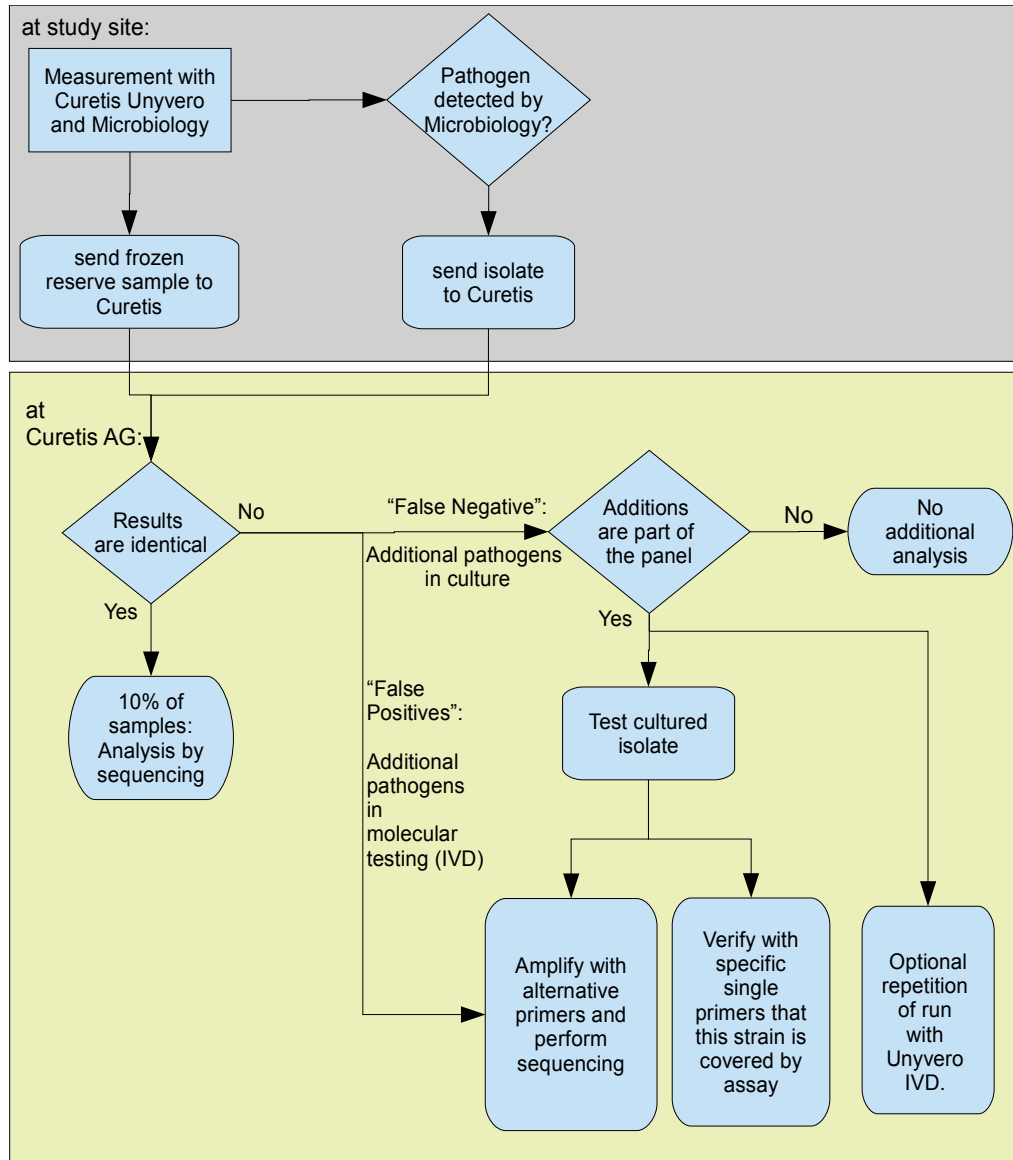 at study site:
Measurement with
Curetis Unyvero
and Microbiology
Pathogen
detected by
Microbiology?
send frozen
reserve sample to
Curetis
send isolate
to Curetis
at
Curetis AG:
Results
are identical
No
“False Negative”:
Additional pathogens
in culture
Additions
are part of
the panel
No
No
additional
analysis
Yes
10% of
samples:
Analysis by
sequencing
“False
Positives”:
Additional
pathogens
in
molecular
testing (IVD)
Yes
Test cultured
isolate
Amplify with
alternative
primers and
perform
sequencing
Verify with
specific
single
primers that
this strain is
covered by
assay
Optional
repetition
of run
with
Unyvero
IVD.